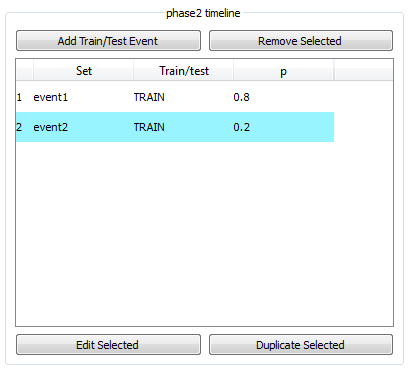 phase2 timeline
Add Train/Test Event Remove Selected
Set Train/test p
1 event1 TRAIN 0.8
2 event2 TRAIN 0.2
Edit Selected Duplicate Selected